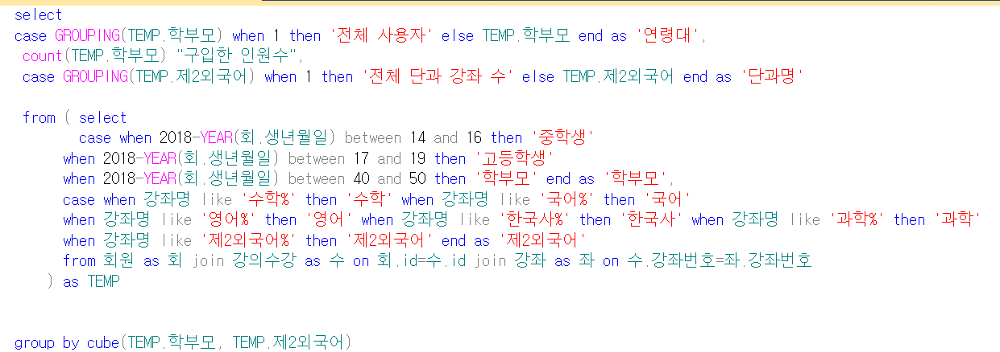 select
case GROUPING(TEMP.학부모) when 1 then '전체 사용자' else TEMP.학부모 end as '연령대',
count(TEMP.학부모) "구입한 인원수",
case GROUPING(TEMP.제2외국어) when 1 then '전체 단과 강좌 수' else TEMP.제2외국어 end as '단과명'
from ( select
case when 2018-YEAR(회.생년월일) between 14 and 16 then '중학생'
when 2018-YEAR(회.생년월일) between 17 and 19 then '고등학생'
when 2018-YEAR(회.생년월일) between 40 and 50 then '학부모' end as '학부모',
case when 강좌명 like '수학%' then '수학' when 강좌명 like '국어%' then '국어'
when 강좌명 like '영어%' then '영어' when 강좌명 like '한국사%' then '한국사' when 강좌명 like '과학%' then '과학'
when 강좌명 like '제2외국어%' then '제2외국어' end as '제2외국어'
from 회원 as 회 join 강의수강 as 수 on 회.id=수.id join 강좌 as 좌 on 수.강좌번호=좌.강좌번호
) as TEMP
group by cube(TEMP.학부모, TEMP.제2외국어)